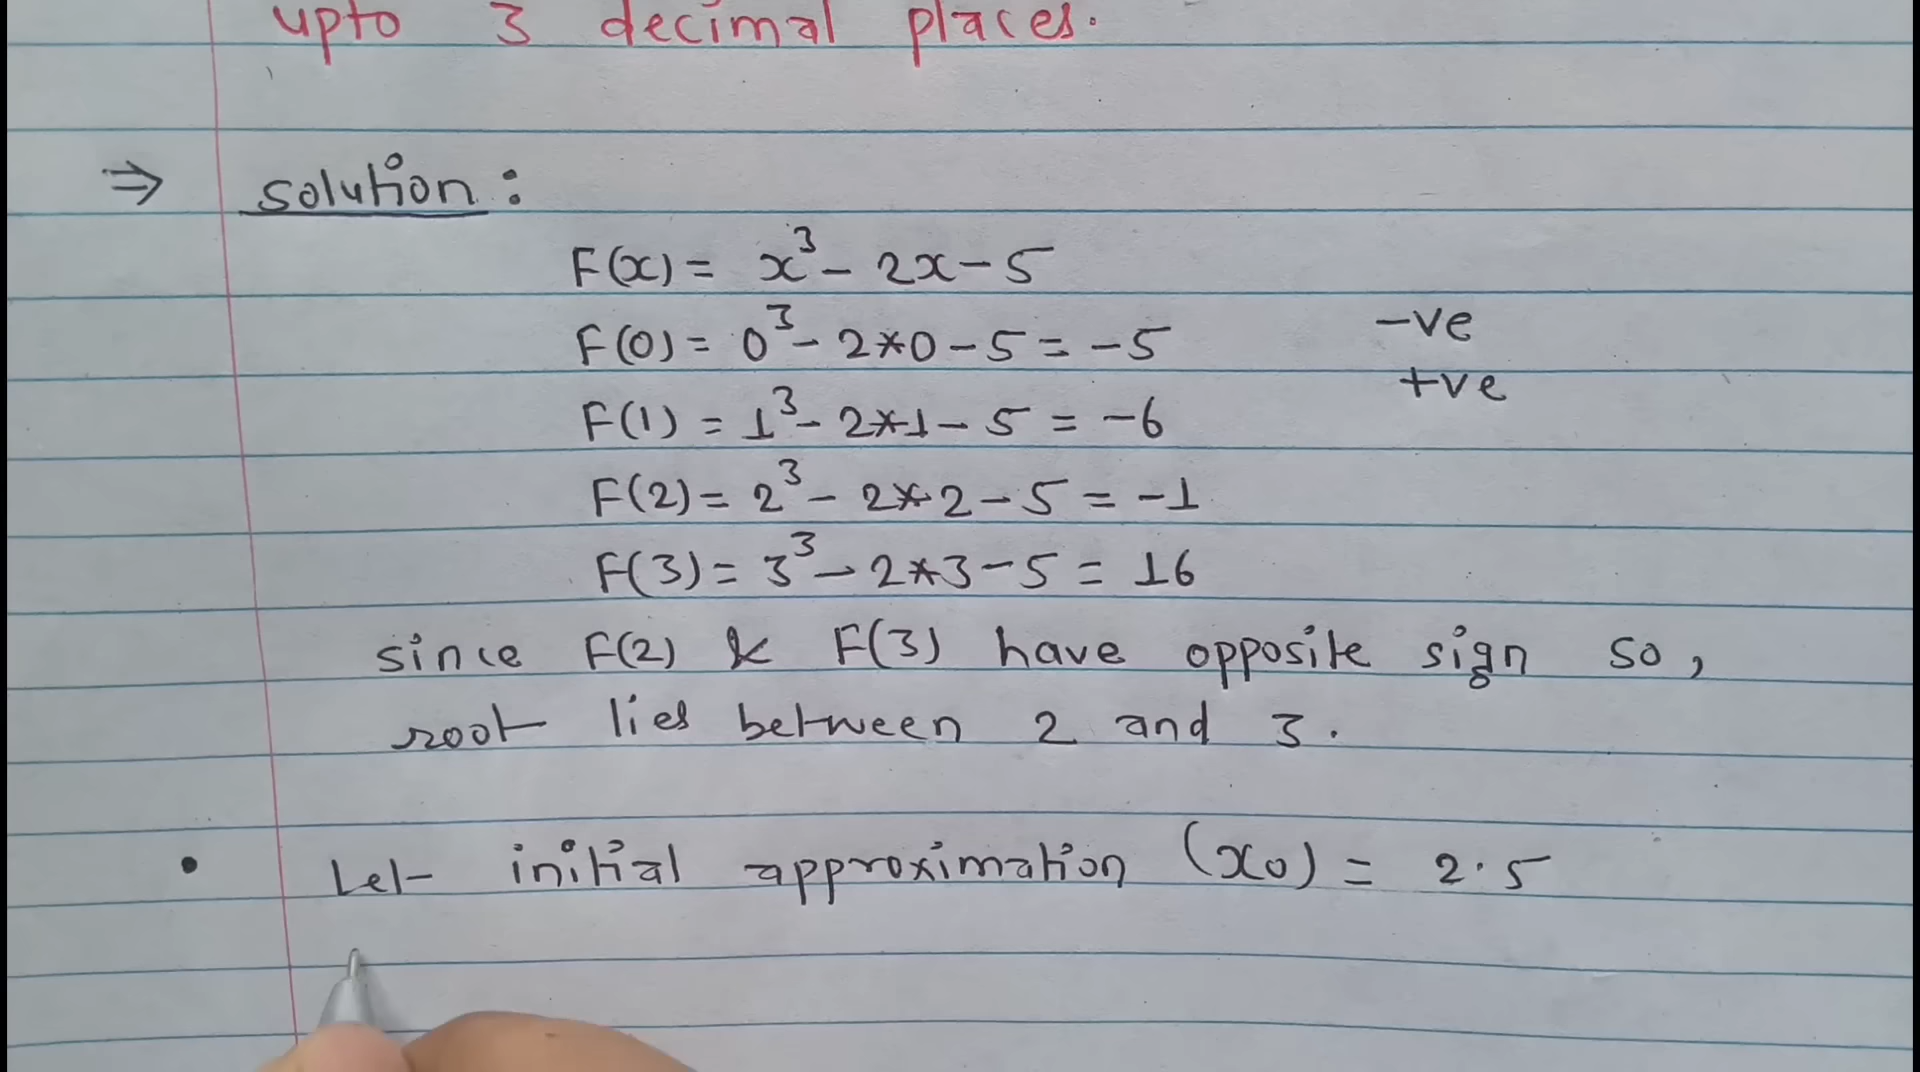 upto 3 decimal places.
⇒ solution:
F(x) = x³ - 2x - 5
F(0) = 0³ - 2*0 - 5 = -5
-ve
+ve
F(1) = 1³ - 2*1 - 5 = -6
F(2) = 2³ - 2*2 - 5 = -1
F(3) = 3³ - 2*3 - 5 = 16
since F(2) & F(3) have opposite sign so,
root lies between 2 and 3.
• Let initial approximation (x₀) = 2.5